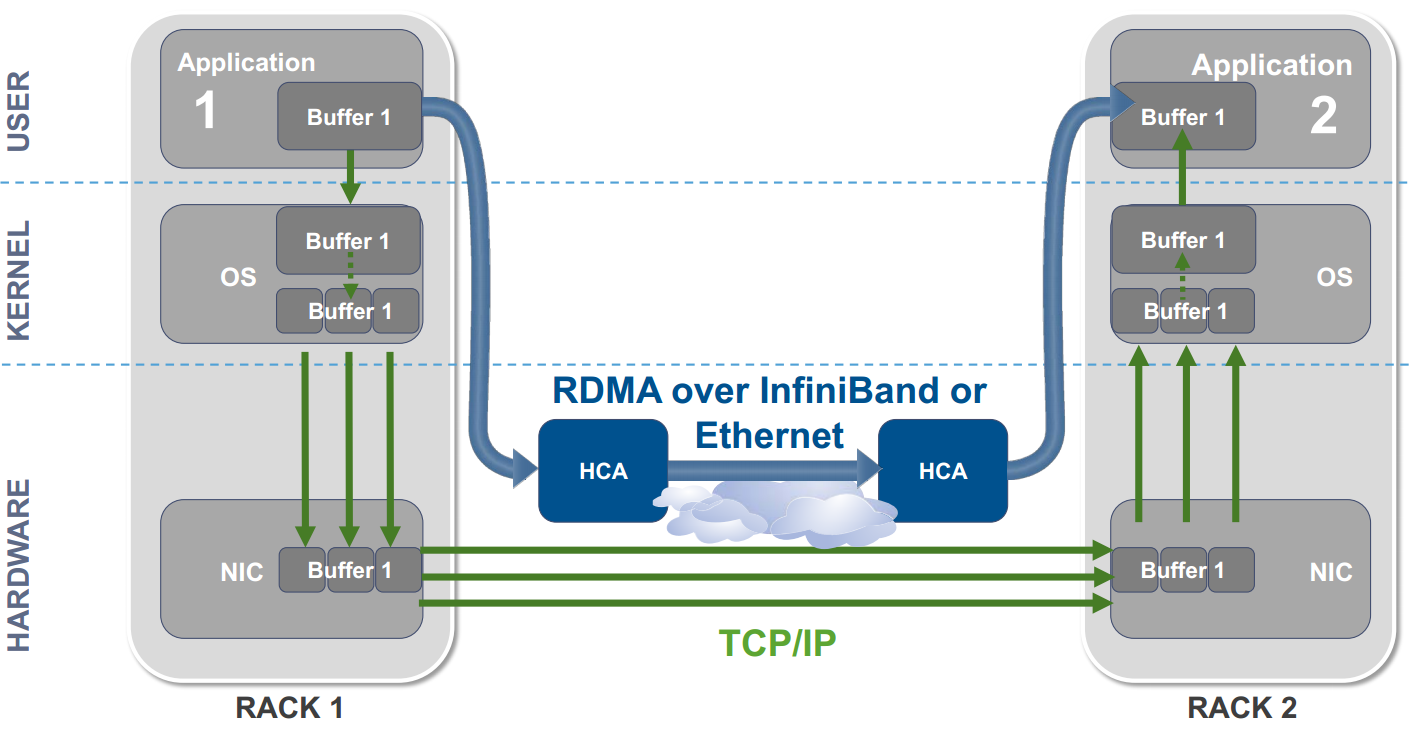 USER
KERNEL
HARDWARE
Application
1
Buffer 1
OS
Buffer 1
Buffer 1
NIC
Buffer 1
RACK 1
RDMA over InfiniBand or
Ethernet
HCA
HCA
TCP/IP
Application
2
Buffer 1
Buffer 1
OS
Buffer 1
Buffer 1
NIC
RACK 2